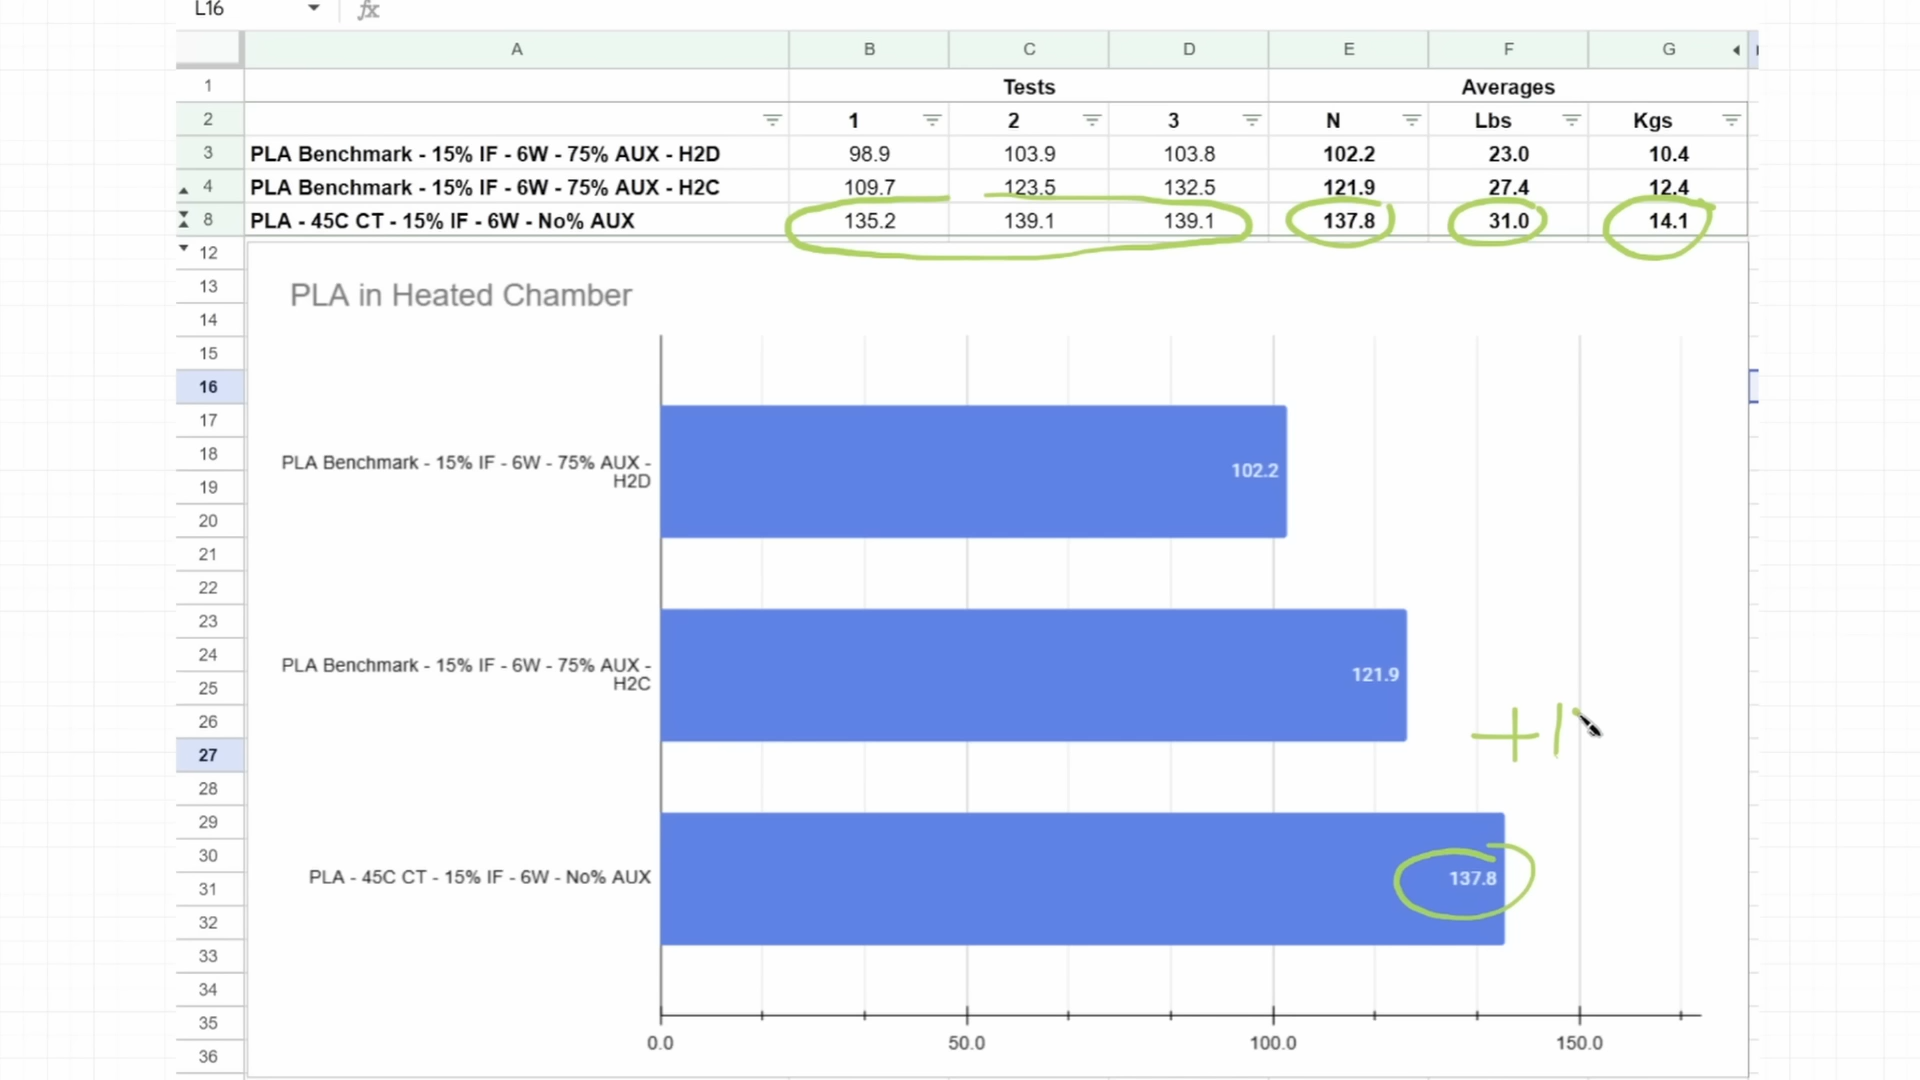 L16 fx
A B C D E F G
1 Tests Averages
2 1 2 3 N Lbs Kgs
3 PLA Benchmark - 15% IF - 6W - 75% AUX - H2D 98.9 103.9 103.8 102.2 23.0 10.4
4 PLA Benchmark - 15% IF - 6W - 75% AUX - H2C 109.7 123.5 132.5 121.9 27.4 12.4
8 PLA - 45C CT - 15% IF - 6W - No% AUX 135.2 139.1 139.1 137.8 31.0 14.1
12
13
14
15
16
17
18
19
20
21
22
23
24
25
26
27
28
29
30
31
32
33
34
35
36
PLA in Heated Chamber
PLA Benchmark - 15% IF - 6W - 75% AUX -
H2D
102.2
PLA Benchmark - 15% IF - 6W - 75% AUX -
H2C
121.9
+1
PLA - 45C CT - 15% IF - 6W - No% AUX
137.8
0.0 50.0 100.0 150.0